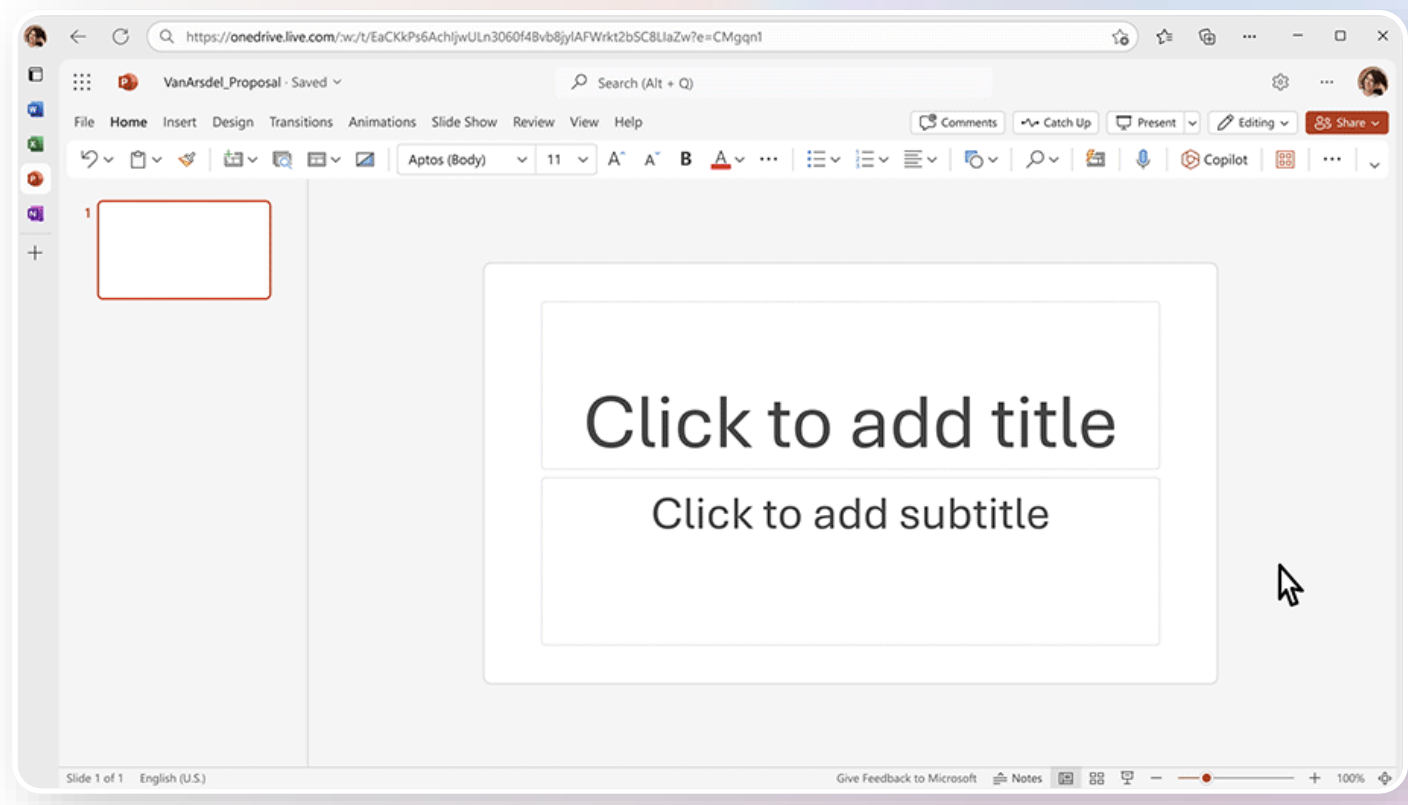 https://onedrive.live.com/:w:/t/EaCKkPs6AchIjwULn3060f4Bvb8jylAFWrkt2bSC8LIaZw?e=CMgqn1
VanArsdel_Proposal · Saved
Search (Alt + Q)
File Home Insert Design Transitions Animations Slide Show Review View Help
Comments Catch Up Present Editing Share
Aptos (Body) 11 A A B A Copilot
1
Click to add title
Click to add subtitle
Slide 1 of 1 English (U.S.) Give Feedback to Microsoft Notes 100%